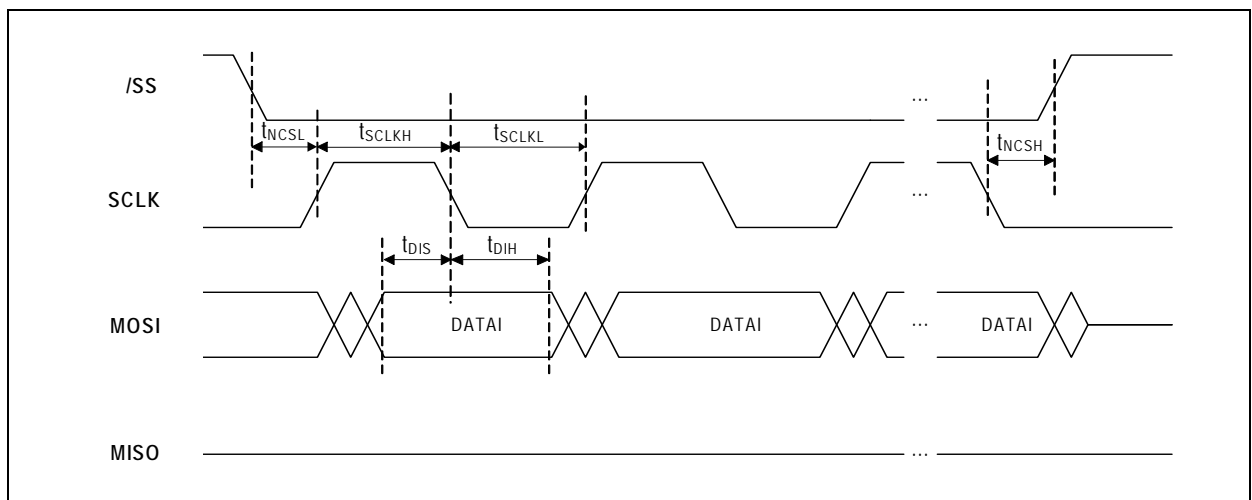 /SS
...
tNCSL tSCLKH tSCLKL tNCSH
SCLK
...
tDIS tDIH
MOSI DATAI DATAI ... DATAI
MISO ...